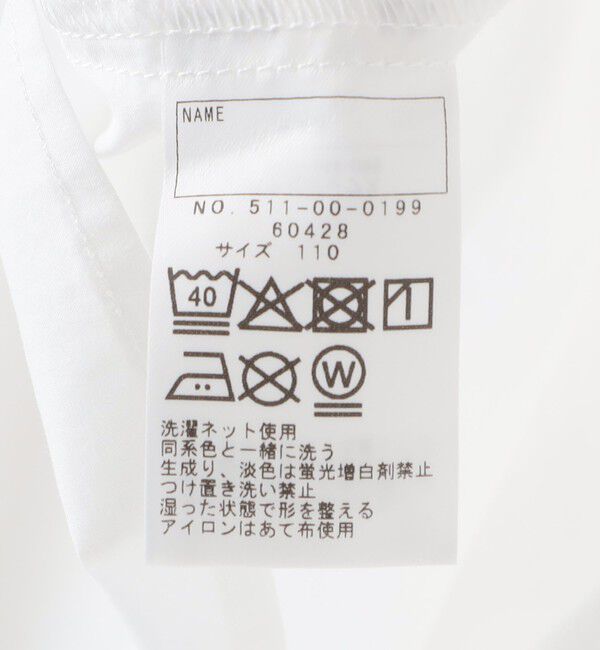 NAME
NO. 511-00-0199
60428
サイズ 110
40
W
洗濯ネット使用
同系色と一緒に洗う
生成り、淡色は蛍光増白剤禁止
つけ置き洗い禁止
湿った状態で形を整える
アイロンはあて布使用